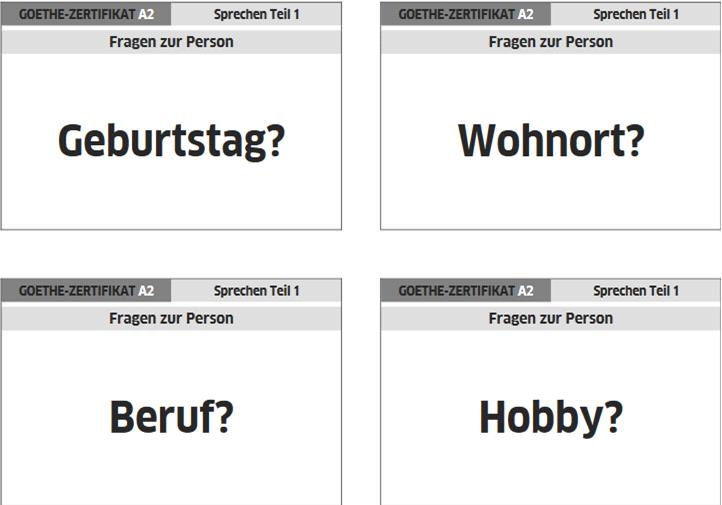 GOETHE-ZERTIFIKAT A2 Sprechen Teil 1
Fragen zur Person
Geburtstag?
GOETHE-ZERTIFIKAT A2 Sprechen Teil 1
Fragen zur Person
Wohnort?
GOETHE-ZERTIFIKAT A2 Sprechen Teil 1
Fragen zur Person
Beruf?
GOETHE-ZERTIFIKAT A2 Sprechen Teil 1
Fragen zur Person
Hobby?